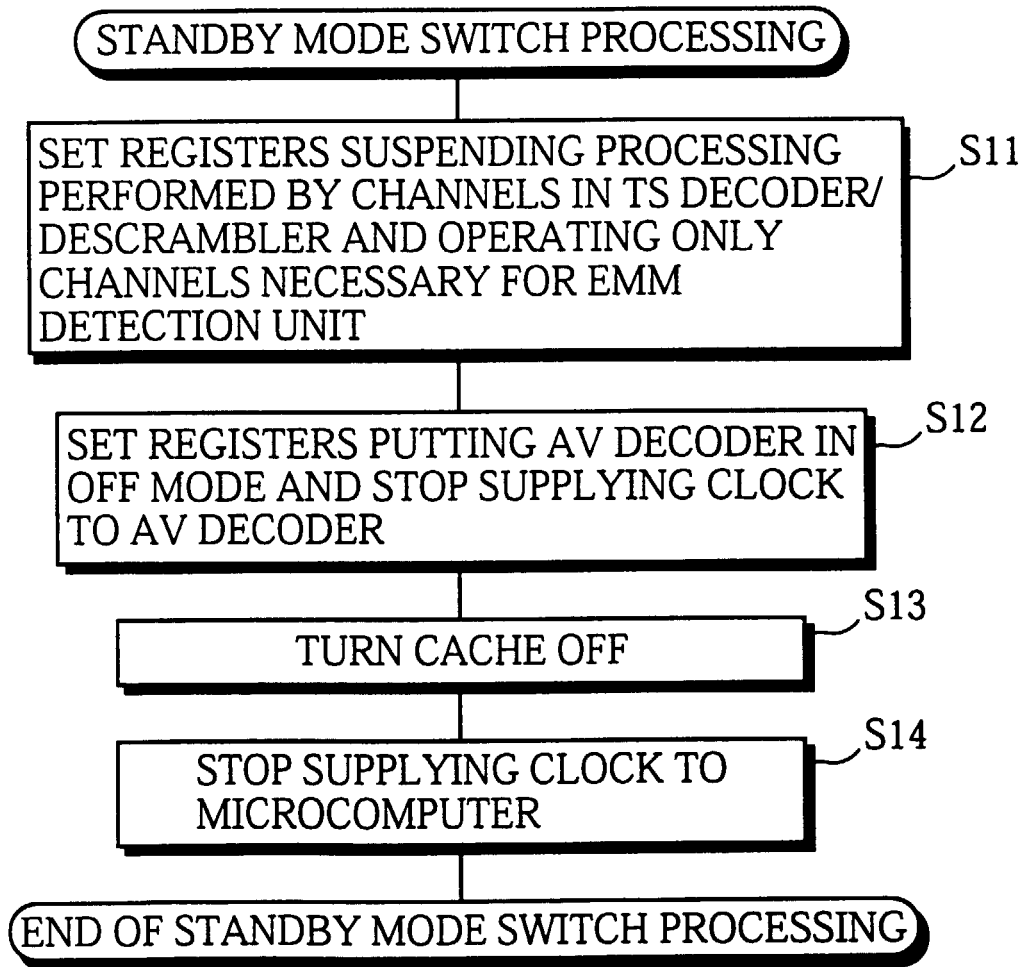 STANDBY MODE SWITCH PROCESSING
SET REGISTERS SUSPENDING PROCESSING
PERFORMED BY CHANNELS IN TS DECODER/
DESCRAMBLER AND OPERATING ONLY
CHANNELS NECESSARY FOR EMM
DETECTION UNIT
S11
SET REGISTERS PUTTING AV DECODER IN
OFF MODE AND STOP SUPPLYING CLOCK
TO AV DECODER
S12
TURN CACHE OFF
S13
STOP SUPPLYING CLOCK TO
MICROCOMPUTER
S14
END OF STANDBY MODE SWITCH PROCESSING